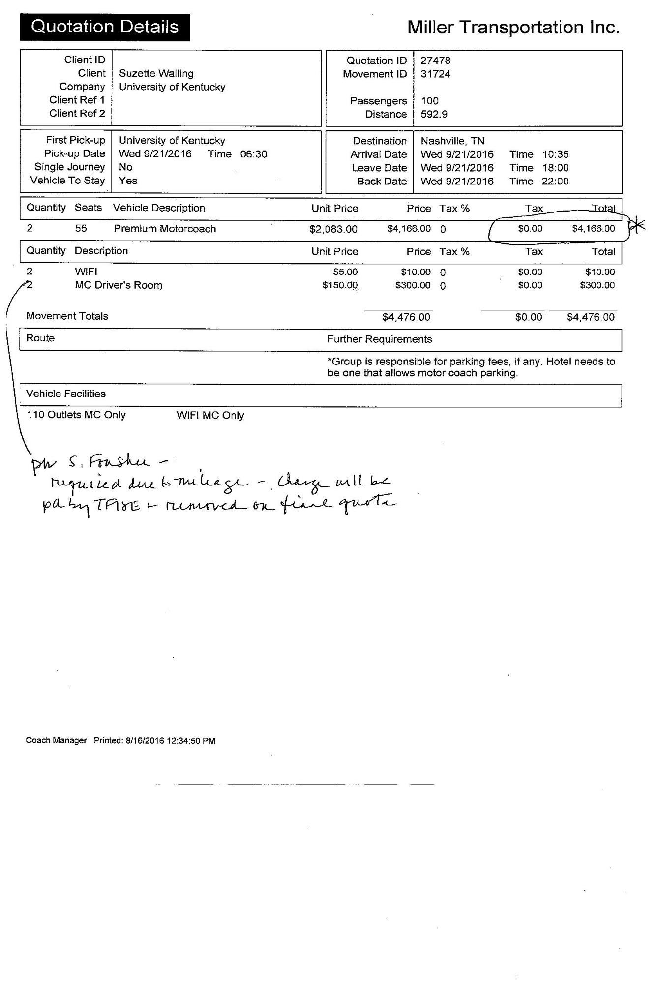 Quotation Details
Miller Transportation Inc.
Client ID
Client Suzette Walling
Company University of Kentucky
Client Ref 1
Client Ref 2
Quotation ID 27478
Movement ID 31724
Passengers 100
Distance 592.9
First Pick-up University of Kentucky
Pick-up Date Wed 9/21/2016 Time 06:30
Single Journey No
Vehicle To Stay Yes
Destination Nashville, TN
Arrival Date Wed 9/21/2016 Time 10:35
Leave Date Wed 9/21/2016 Time 18:00
Back Date Wed 9/21/2016 Time 22:00
Quantity Seats Vehicle Description Unit Price Price Tax % Tax Total
2 55 Premium Motorcoach $2,083.00 $4,166.00 0 $0.00 $4,166.00 *
Quantity Description Unit Price Price Tax % Tax Total
2 WIFI $5.00 $10.00 0 $0.00 $10.00
2 MC Driver's Room $150.00 $300.00 0 $0.00 $300.00
Movement Totals $4,476.00 $0.00 $4,476.00
Route Further Requirements
*Group is responsible for parking fees, if any. Hotel needs to
be one that allows motor coach parking.
Vehicle Facilities
110 Outlets MC Only WIFI MC Only
S.
required due to mileage - Charge will be
pd by & removed on final quote
Coach Manager Printed: 8/16/2016 12:34:50 PM